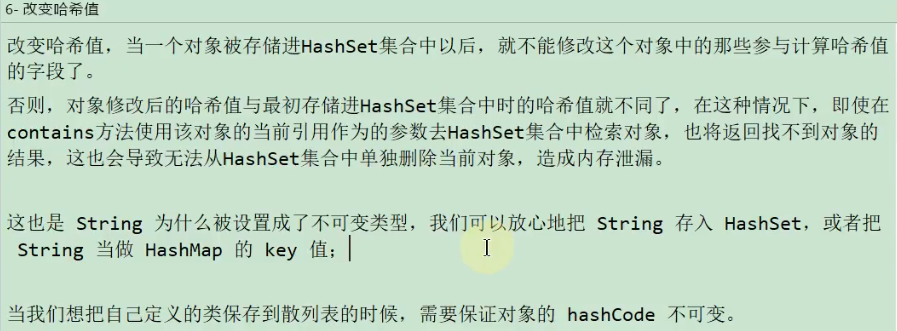 6- 改变哈希值
改变哈希值，当一个对象被存储进HashSet集合中以后，就不能修改这个对象中的那些参与计算哈希值
的字段了。
否则，对象修改后的哈希值与最初存储进HashSet集合中时的哈希值就不同了，在这种情况下，即使在
contains方法使用该对象的当前引用作为的参数去HashSet集合中检索对象，也将返回找不到对象的
结果，这也会导致无法从HashSet集合中单独删除当前对象，造成内存泄漏。
这也是 String 为什么被设置成了不可变类型，我们可以放心地把 String 存入 HashSet，或者把
String 当做 HashMap 的 key 值；
当我们想把自己定义的类保存到散列表的时候，需要保证对象的 hashCode 不可变。